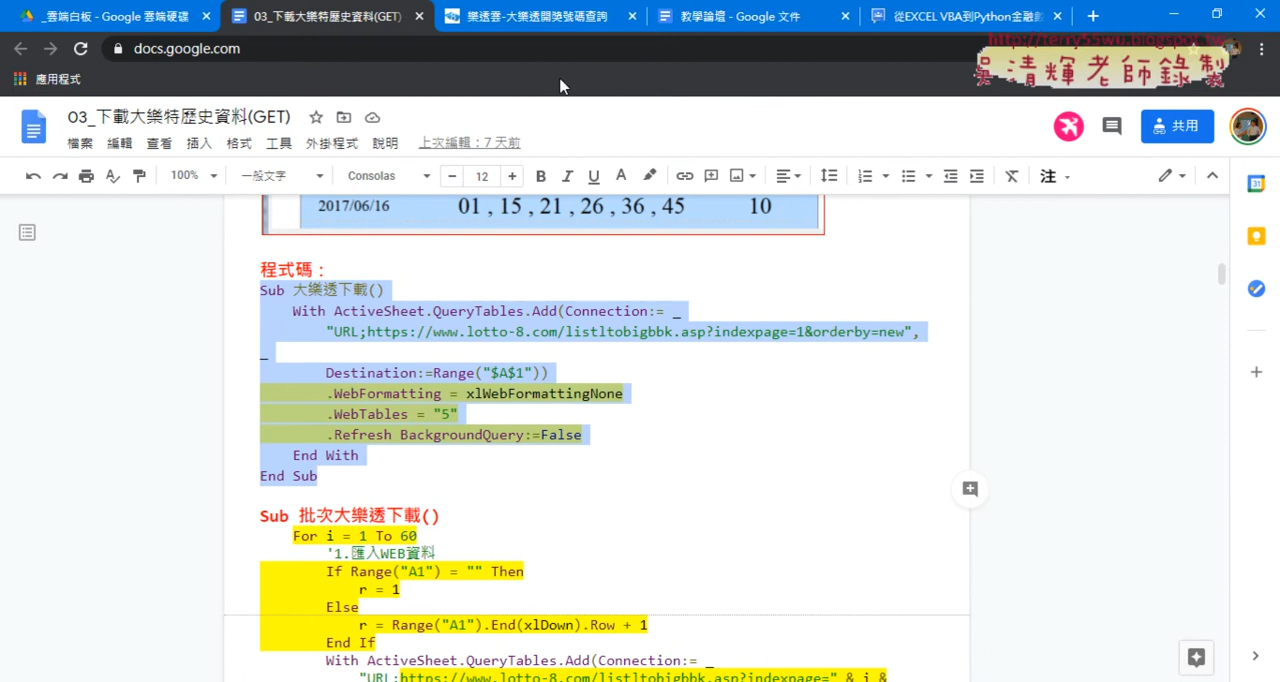 _雲端白板 - Google 雲端硬碟
03_下載大樂特歷史資料(GET)
樂透雲-大樂透開獎號碼查詢
教學論壇 - Google 文件
從EXCEL VBA到Python金融
docs.google.com
http://terry55wu.blogspot.tw
吳清輝老師錄製
應用程式
03_下載大樂特歷史資料(GET)
共用
檔案 編輯 查看 插入 格式 工具 外掛程式 說明 上次編輯：7 天前
100% 一般文字 Consolas 12 注
2017/06/16 01 , 15 , 21 , 26 , 36 , 45 10
程式碼：
Sub 大樂透下載()
With ActiveSheet.QueryTables.Add(Connection:= _
"URL;https://www.lotto-8.com/listltobigbbk.asp?indexpage=1&orderby=new",
_
Destination:=Range("$A$1"))
.WebFormatting = xlWebFormattingNone
.WebTables = "5"
.Refresh BackgroundQuery:=False
End With
End Sub
Sub 批次大樂透下載()
For i = 1 To 60
'1.匯入WEB資料
If Range("A1") = "" Then
r = 1
Else
r = Range("A1").End(xlDown).Row + 1
End If
With ActiveSheet.QueryTables.Add(Connection:= _
"URL;https://www.lotto-8.com/listltobigbbk.asp?indexpage=" & i &